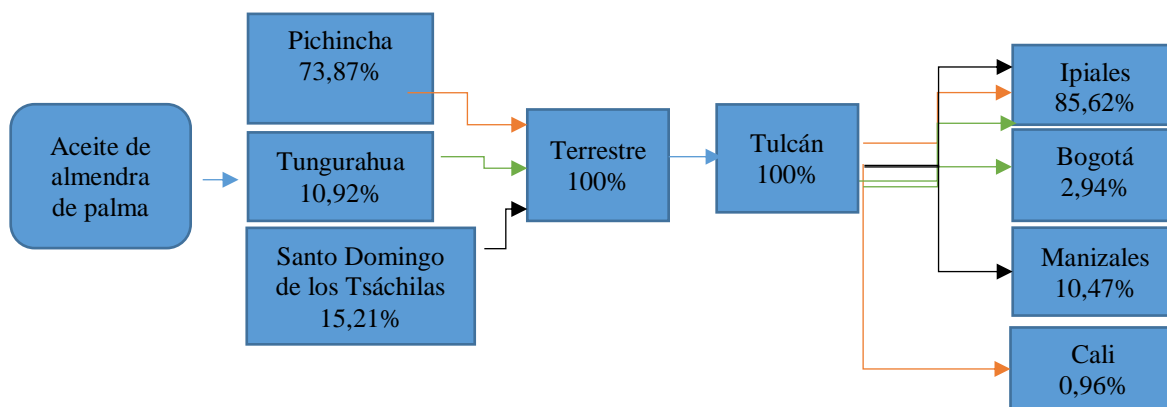 Aceite de
almendra
de palma
Pichincha
73,87%
Tungurahua
10,92%
Santo Domingo
de los Tsáchilas
15,21%
Terrestre
100%
Tulcán
100%
Ipiales
85,62%
Bogotá
2,94%
Manizales
10,47%
Cali
0,96%